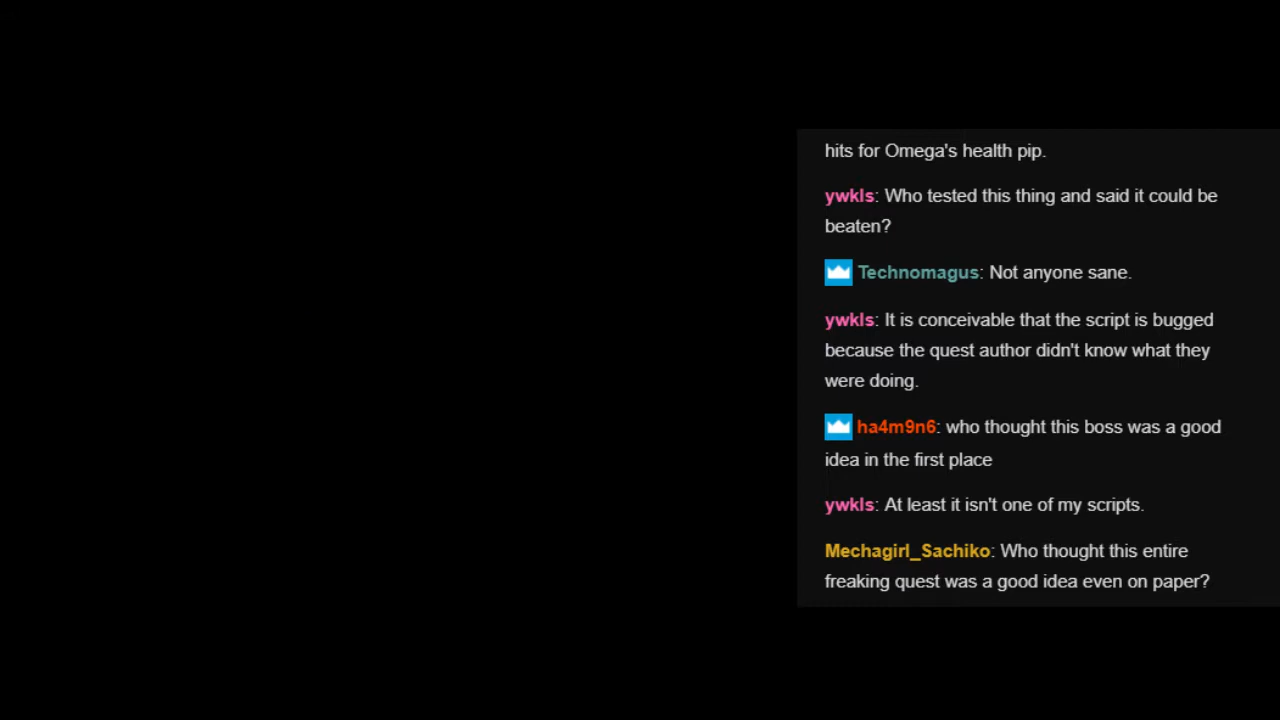 hits for Omega's health pip.
ywkls: Who tested this thing and said it could be
beaten?
Technomagus: Not anyone sane.
ywkls: It is conceivable that the script is bugged
because the quest author didn't know what they
were doing.
ha4m9n6: who thought this boss was a good
idea in the first place
ywkls: At least it isn't one of my scripts.
Mechagirl_Sachiko: Who thought this entire
freaking quest was a good idea even on paper?